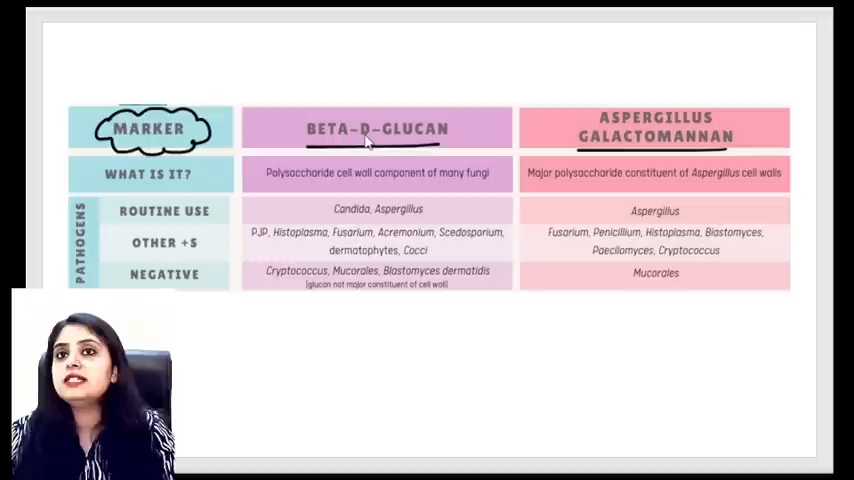 MARKER
BETA-D-GLUCAN
ASPERGILLUS
GALACTOMANNAN
WHAT IS IT?
Polysaccharide cell wall component of many fungi
Major polysaccharide constituent of Aspergillus cell walls
PATHOGENS
ROUTINE USE
Candida, Aspergillus
Aspergillus
OTHER +S
PJP, Histoplasma, Fusarium, Acremonium, Scedosporium,
dermatophytes, Cocci
Fusarium, Penicillium, Histoplasma, Blastomyces,
Paecilomyces, Cryptococcus
NEGATIVE
Cryptococcus, Mucorales, Blastomyces dermatidis
(glucan not major constituent of cell wall)
Mucorales